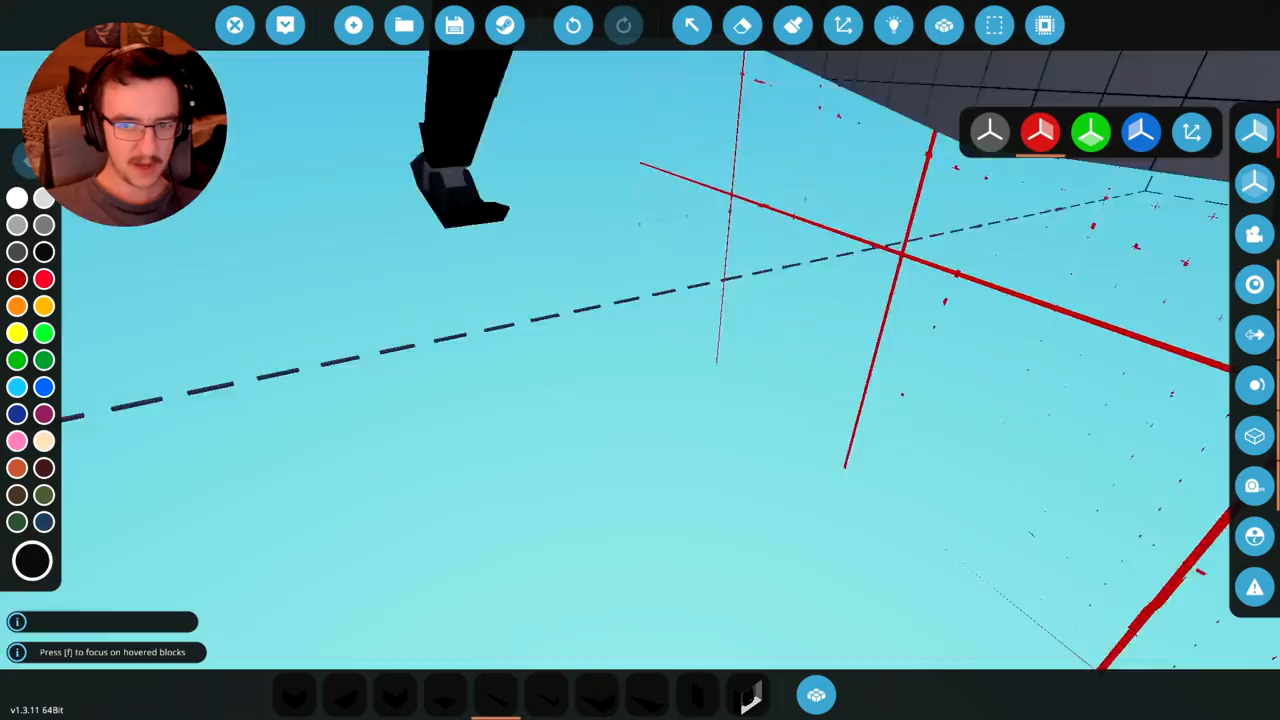 Press [f] to focus on hovered blocks
v1.3.11 64Bit